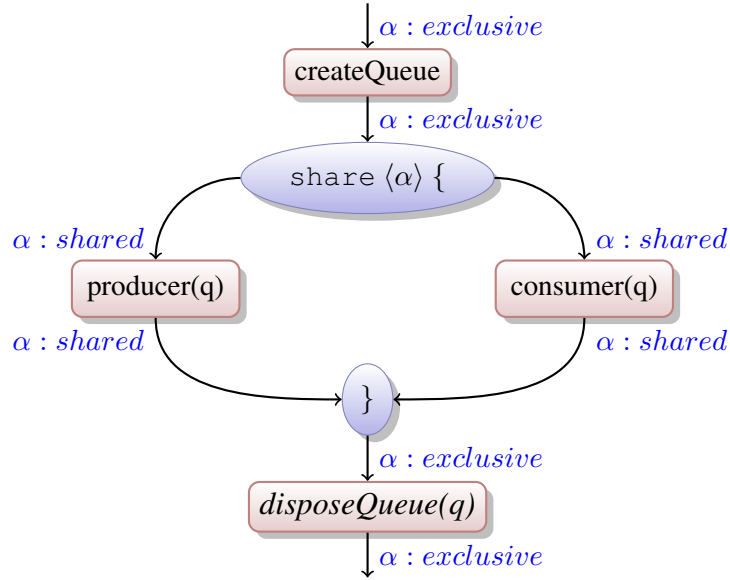 α : exclusive
createQueue
α : exclusive
share ⟨α⟩ {
α : shared
α : shared
producer(q)
consumer(q)
α : shared
α : shared
}
α : exclusive
disposeQueue(q)
α : exclusive